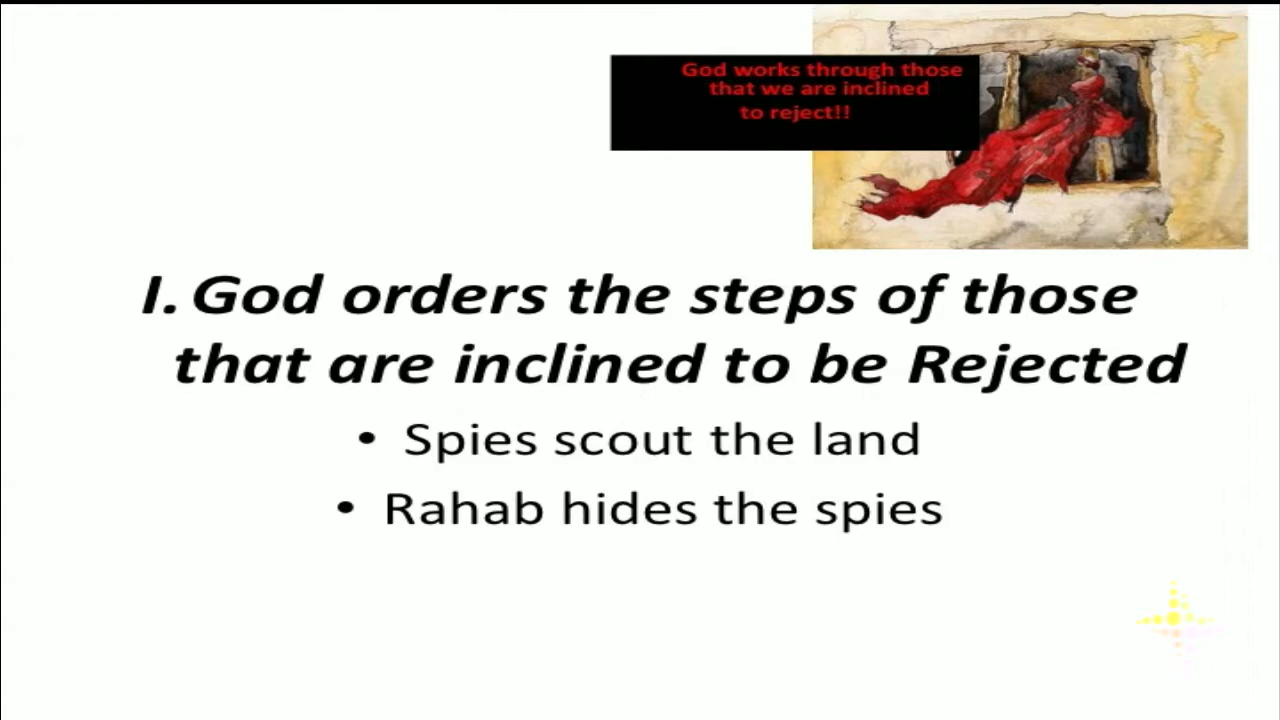 God works through those
that we are inclined
to reject!!
I. God orders the steps of those
that are inclined to be Rejected
• Spies scout the land
• Rahab hides the spies